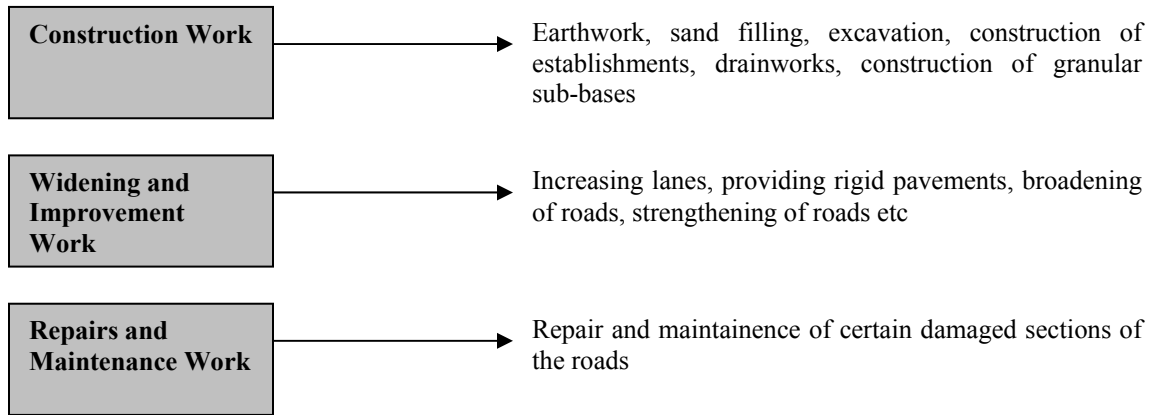 Construction Work
Earthwork, sand filling, excavation, construction of
establishments, drainworks, construction of granular
sub-bases
Widening and
Improvement
Work
Increasing lanes, providing rigid pavements, broadening
of roads, strengthening of roads etc
Repairs and
Maintenance Work
Repair and maintainence of certain damaged sections of
the roads